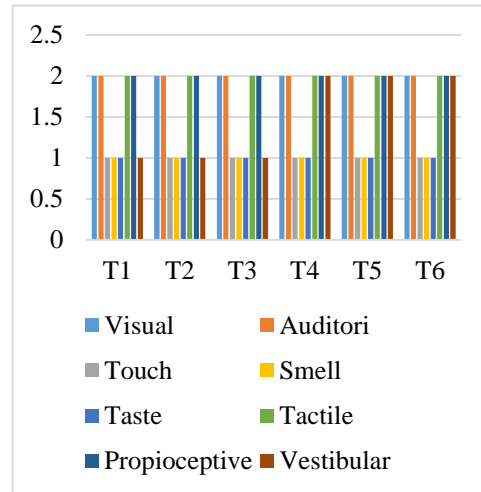 2.5
2
1.5
1
0.5
0
T1 T2 T3 T4 T5 T6
Visual Auditori
Touch Smell
Taste Tactile
Propioceptive Vestibular